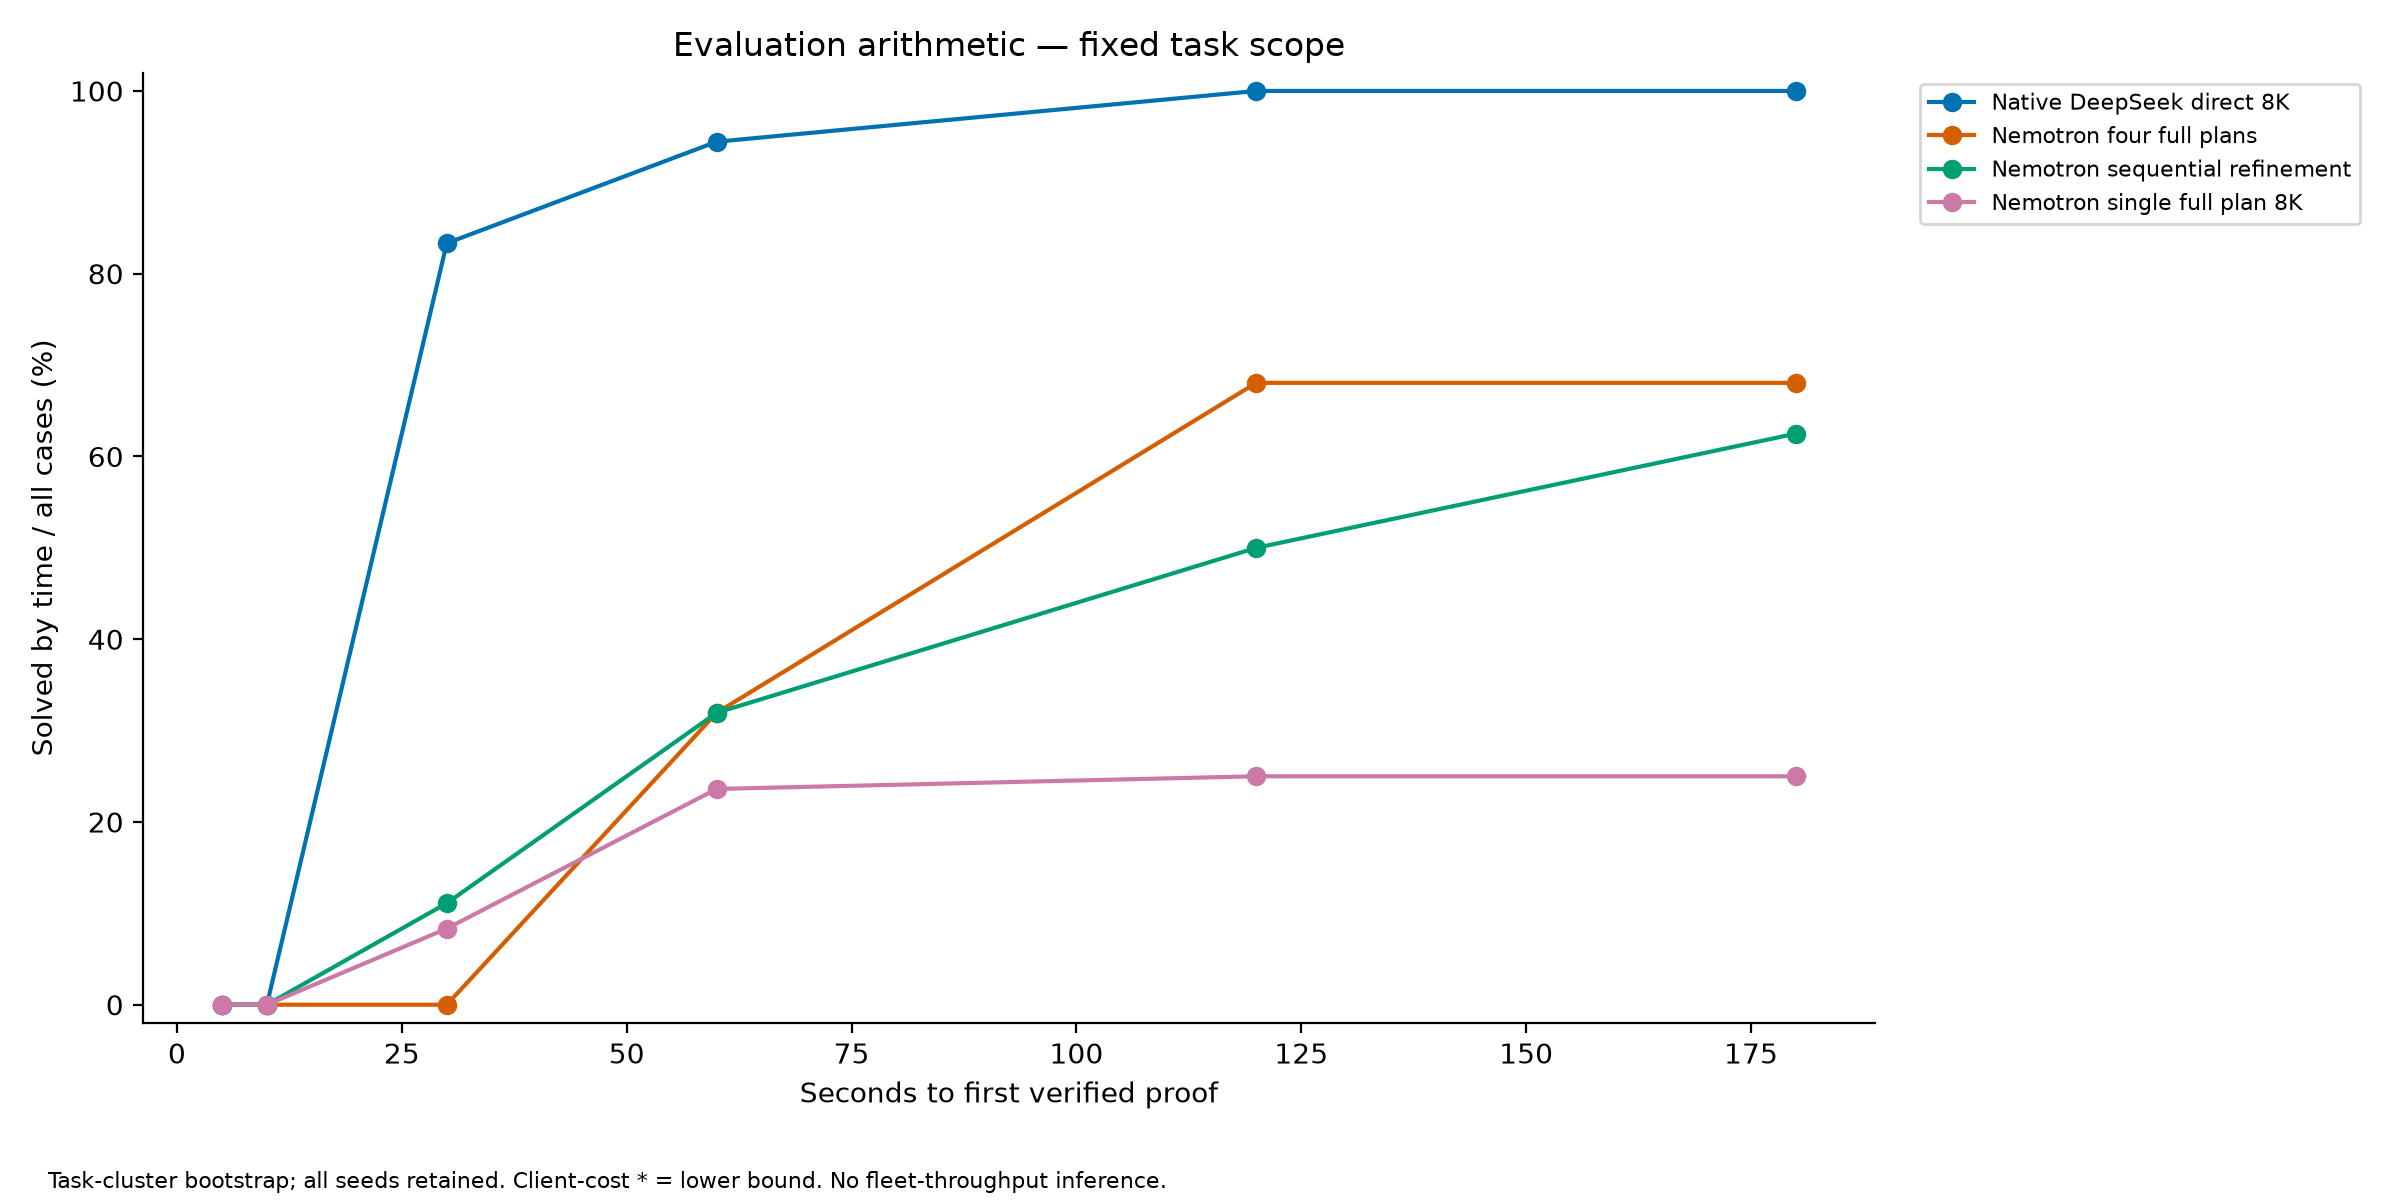 Evaluation arithmetic — fixed task scope
Solved by time / all cases (%)
100
80
60
40
20
0
0 25 50 75 100 125 150 175
Seconds to first verified proof
Native DeepSeek direct 8K
Nemotron four full plans
Nemotron sequential refinement
Nemotron single full plan 8K
Task-cluster bootstrap; all seeds retained. Client-cost * = lower bound. No fleet-throughput inference.